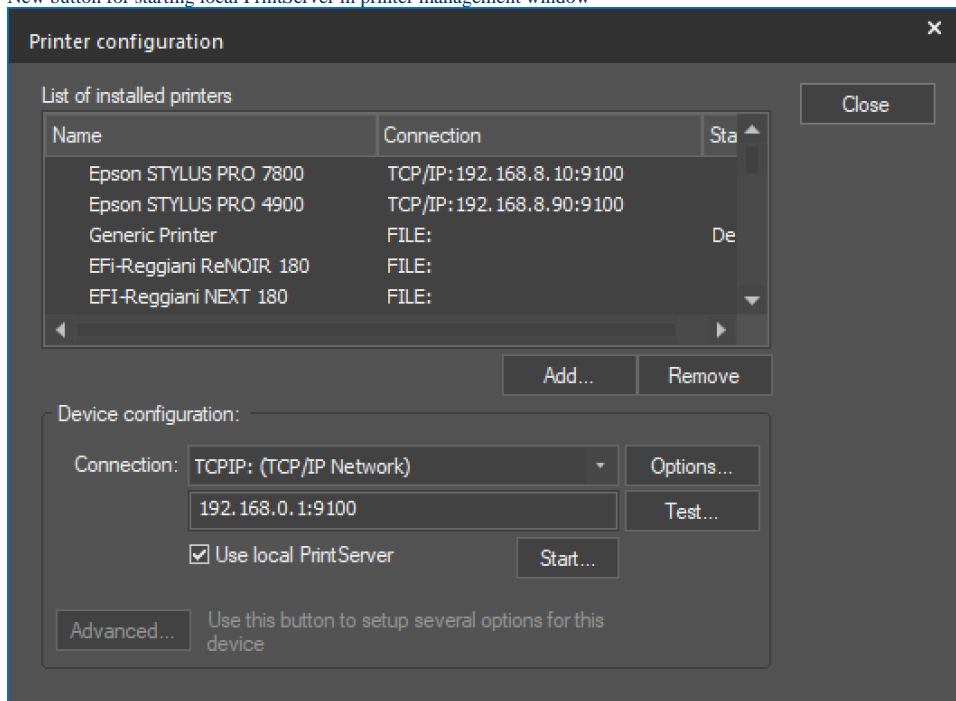 New button for starting local PrintServer in printer management window
Printer configuration
List of installed printers
Close
Name Connection Sta
Epson STYLUS PRO 7800 TCP/IP:192.168.8.10:9100
Epson STYLUS PRO 4900 TCP/IP:192.168.8.90:9100
Generic Printer FILE: De
EFi-Reggiani ReNOIR 180 FILE:
EFI-Reggiani NEXT 180 FILE:
Add... Remove
Device configuration:
Connection: TCPIP: (TCP/IP Network) Options...
192.168.0.1:9100 Test...
Use local PrintServer Start...
Advanced... Use this button to setup several options for this
device